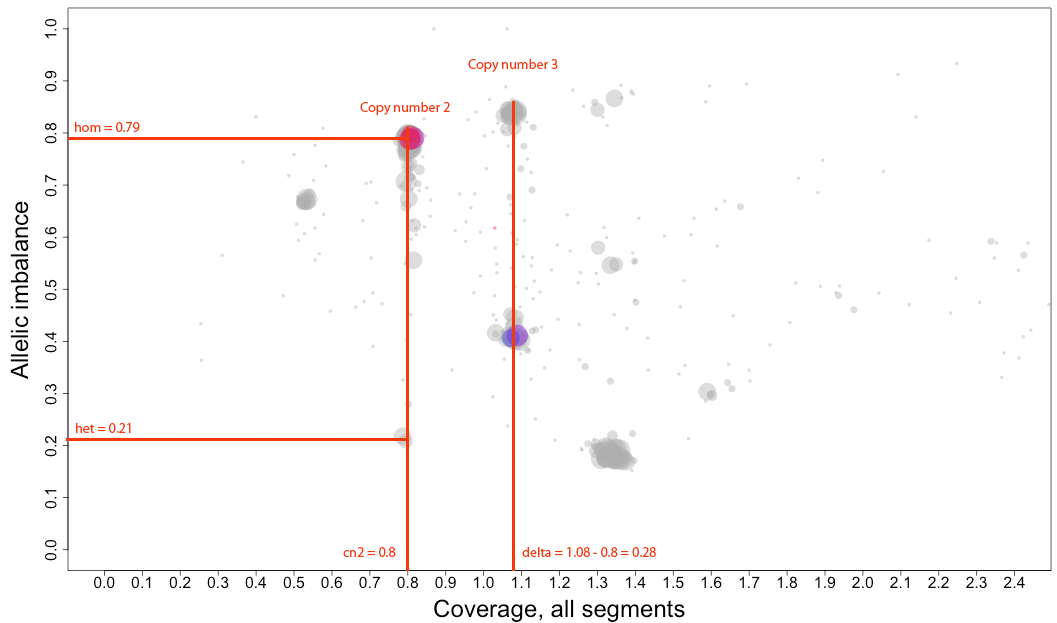 Copy number 3
Copy number 2
hom = 0.79
het = 0.21
cn2 = 0.8
delta = 1.08 - 0.8 = 0.28
Allelic imbalance
1.0
0.9
0.8
0.7
0.6
0.5
0.4
0.3
0.2
0.1
0.0
0.0 0.1 0.2 0.3 0.4 0.5 0.6 0.7 0.8 0.9 1.0 1.1 1.2 1.3 1.4 1.5 1.6 1.7 1.8 1.9 2.0 2.1 2.2 2.3 2.4
Coverage, all segments